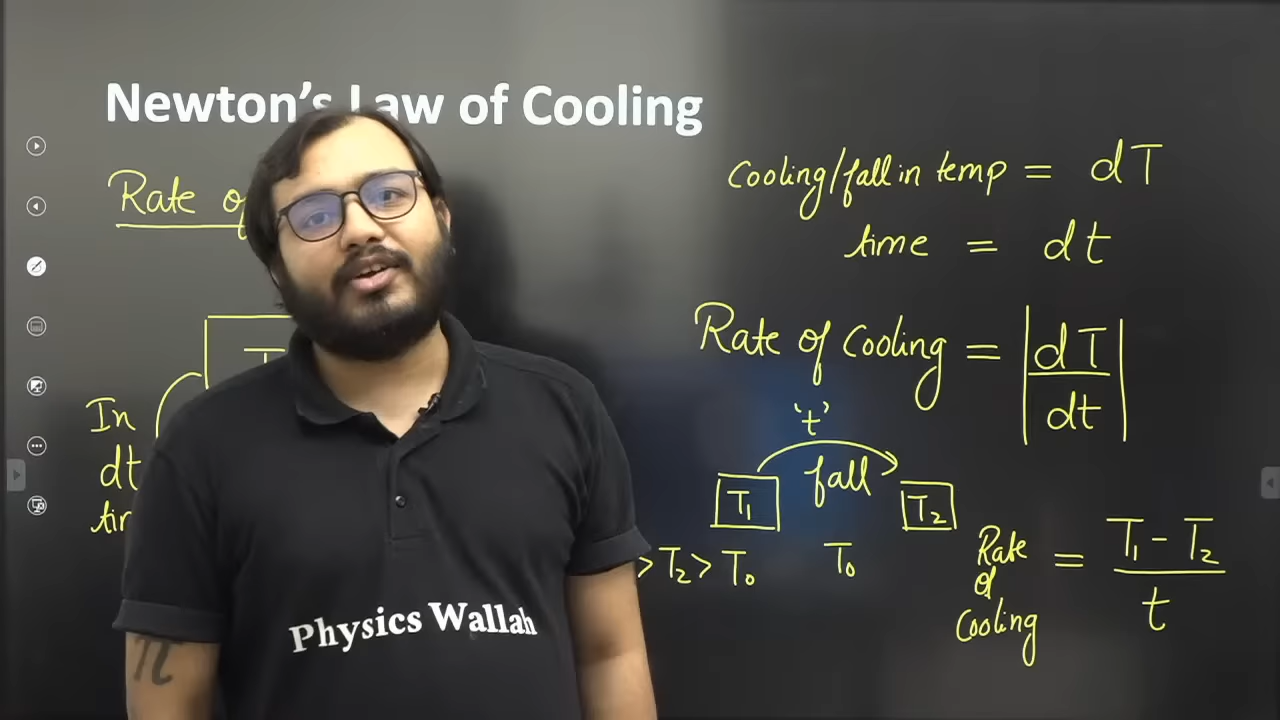 Newton's Law of Cooling
Rate of
In
dt
T
Cooling/fall in temp = dT
time = dt
Rate of Cooling = |dT/dt|
't'
fall
T₁
T₂
> T₂ > T₀
T₀
Rate of Cooling = T₁ - T₂ / t
Physics Wallah
π